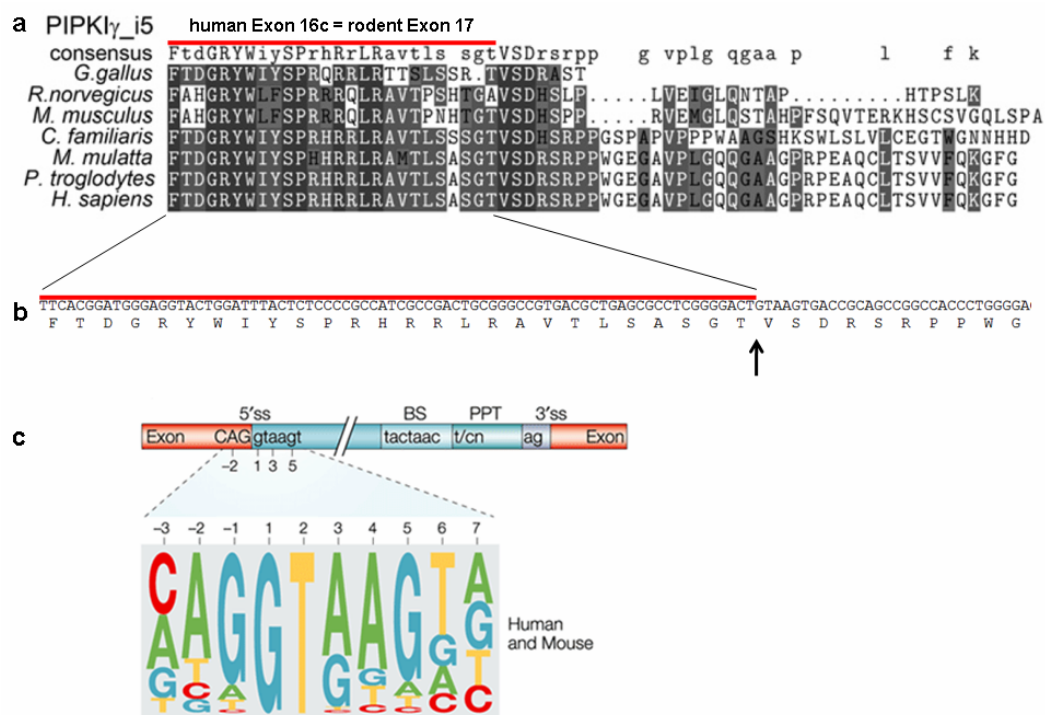 a PIPKIγ_i5 human Exon 16c = rodent Exon 17
consensus FtdGRYWiySPrhRrLRavtls sgtVSDrsrpp g vplg qgaa p l f k
G.gallus FTDGRYWIYSPRQRRLRTTSLSSR.TVSDRAST
R.norvegicus FAHGRYWLFSPRRRQLRAVTPSHTGAVSDHSLP.....LVEIGLQNTAP..........HTPSLK
M. musculus FAHGRYWLFSPRRRQLRAVTPNHTGTVSDHSPP.....RVEMGLQSTAHPFSQVTERKHSCSVGQLSPA
C. familiaris FTDGRYWIYSPRHRRLRAVTLSSSGTVSDHSRPPGSPAPVPPPWAAGSHKSWLSLVLCEGTWGNNHHD
M. mulatta FTDGRYWIYSPRHRRLRAMTLSASGTVSDRSRPPWGEGAVPLGQQGAAGPRPEAQCLTSVVFQKGFG
P. troglodytes FTDGRYWIYSPRHRRLRAVTLSASGTVSDRSRPPWGEGAVPLGQQGAAGPRPEAQCLTSVVFQKGFG
H. sapiens FTDGRYWIYSPRHRRLRAVTLSASGTVSDRSRPPWGEGAVPLGQQGAAGPRPEAQCLTSVVFQKGFG
TTCACGGATGGGAGGTACTGGATTTACTCTCCCCGCCATCGCCGACTGCGGGCCGTGACGCTGAGCGCCTCGGGGACTGTAAGTGACCGCAGCCGGCCACCCTGGGGA
b F T D G R Y W I Y S P R H R R L R A V T L S A S G T V S D R S R P P W G
c 5'ss BS PPT 3'ss
Exon CAG gtaagt tactaac t/cn ag Exon
–2 1 3 5
–3 –2 –1 1 2 3 4 5 6 7
C A G G T A A G T A
A T A G G T G G
G C T T A A T
T G C C C C C C
Human
and Mouse